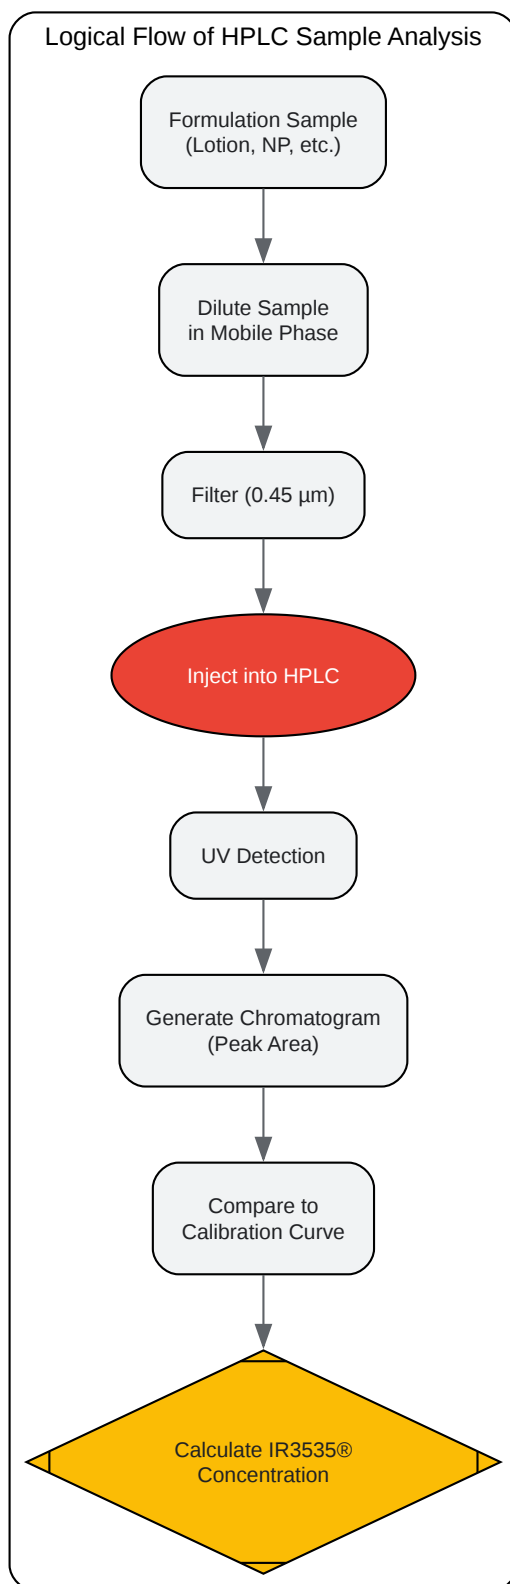 Logical Flow of HPLC Sample Analysis
Formulation Sample
(Lotion, NP, etc.)
Dilute Sample
in Mobile Phase
Filter (0.45 µm)
Inject into HPLC
UV Detection
Generate Chromatogram
(Peak Area)
Compare to
Calibration Curve
Calculate IR3535®
Concentration